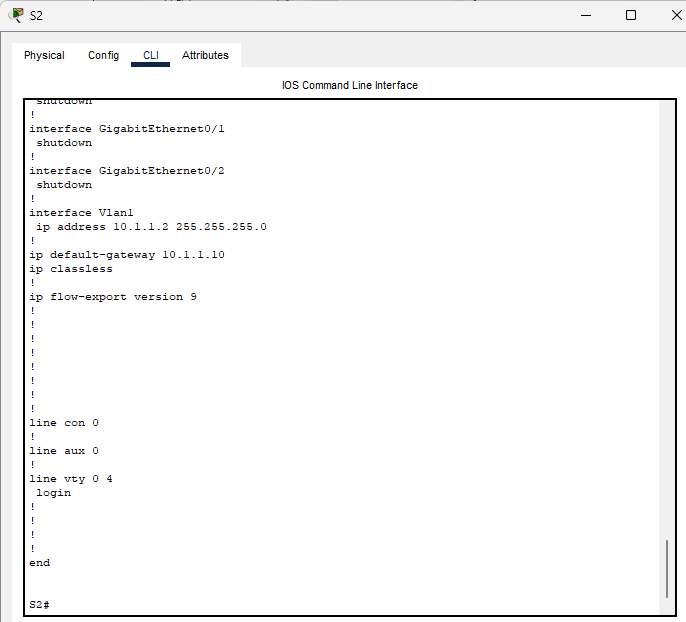 S2
Physical Config CLI Attributes
IOS Command Line Interface
shutdown
!
interface GigabitEthernet0/1
shutdown
!
interface GigabitEthernet0/2
shutdown
!
interface Vlan1
ip address 10.1.1.2 255.255.255.0
!
ip default-gateway 10.1.1.10
ip classless
!
ip flow-export version 9
!
!
!
!
!
!
!
!
line con 0
!
line aux 0
!
line vty 0 4
login
!
!
!
!
end
S2#